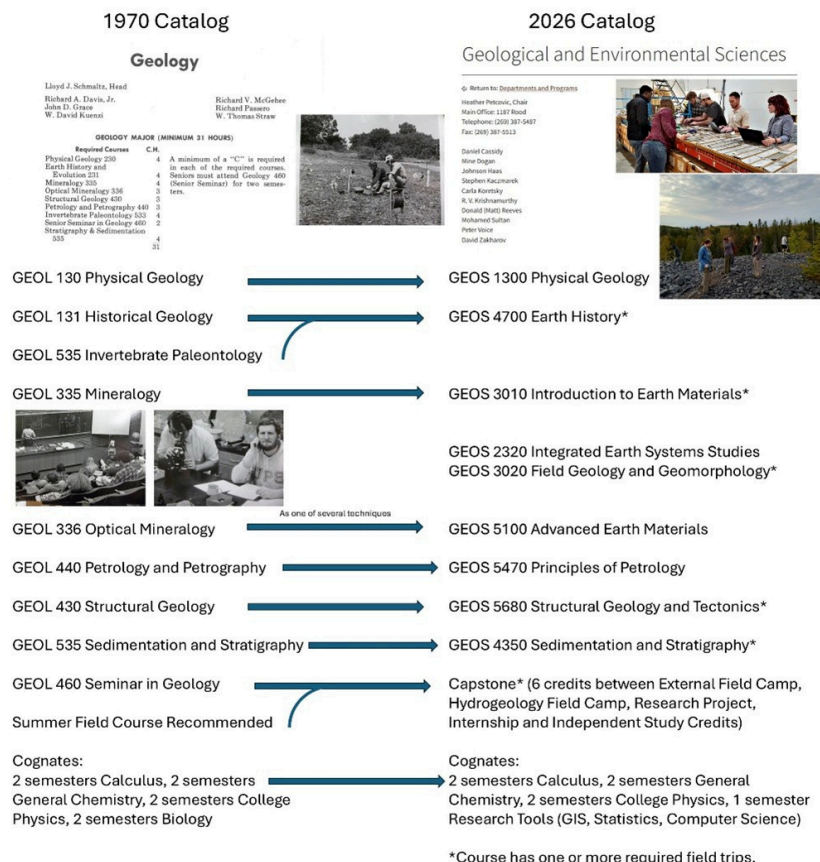 1970 Catalog
2026 Catalog
Geology
Lloyd J. Schmaltz, Head
Richard A. Davis, Jr.
John D. Grace
W. David Kuenzi
Richard V. McGehee
Richard Passero
W. Thomas Straw
GEOLOGY MAJOR (MINIMUM 31 HOURS)
Required Courses C.H.
Physical Geology 230 4
Earth History and
Evolution 231 4
Mineralogy 335 4
Optical Mineralogy 336 3
Structural Geology 430 3
Petrology and Petrography 440 3
Invertebrate Paleontology 533 4
Senior Seminar in Geology 460 2
Stratigraphy & Sedimentation
535 4
31
A minimum of a "C" is required
in each of the required courses.
Seniors must attend Geology 460
(Senior Seminar) for two semes-
ters.
Geological and Environmental Sciences
Return to: Departments and Programs
Heather Petcovic, Chair
Main Office: 1187 Rood
Telephone: (269) 387-5487
Fax: (269) 387-5513
Daniel Cassidy
Mine Dogan
Johnson Haas
Stephen Kaczmarek
Carla Koretsky
R. V. Krishnamurthy
Donald (Matt) Reeves
Mohamed Sultan
Peter Voice
David Zakharov
GEOL 130 Physical Geology
GEOS 1300 Physical Geology
GEOL 131 Historical Geology
GEOS 4700 Earth History*
GEOL 535 Invertebrate Paleontology
GEOL 335 Mineralogy
GEOS 3010 Introduction to Earth Materials*
GEOS 2320 Integrated Earth Systems Studies
GEOS 3020 Field Geology and Geomorphology*
As one of several techniques
GEOL 336 Optical Mineralogy
GEOS 5100 Advanced Earth Materials
GEOL 440 Petrology and Petrography
GEOS 5470 Principles of Petrology
GEOL 430 Structural Geology
GEOS 5680 Structural Geology and Tectonics*
GEOL 535 Sedimentation and Stratigraphy
GEOS 4350 Sedimentation and Stratigraphy*
GEOL 460 Seminar in Geology
Summer Field Course Recommended
Capstone* (6 credits between External Field Camp,
Hydrogeology Field Camp, Research Project,
Internship and Independent Study Credits)
Cognates:
2 semesters Calculus, 2 semesters
General Chemistry, 2 semesters College
Physics, 2 semesters Biology
Cognates:
2 semesters Calculus, 2 semesters General
Chemistry, 2 semesters College Physics, 1 semester
Research Tools (GIS, Statistics, Computer Science)
*Course has one or more required field trips.